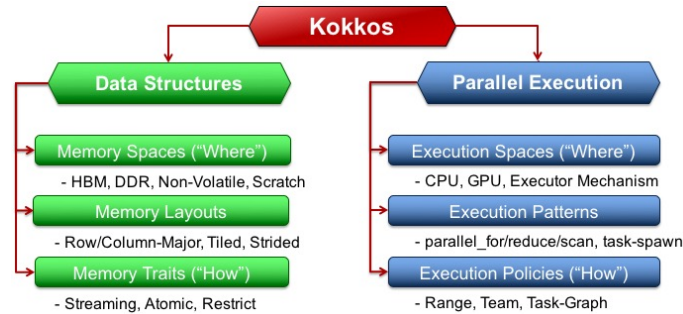 Kokkos
Data Structures
Memory Spaces (“Where”)
- HBM, DDR, Non-Volatile, Scratch
Memory Layouts
- Row/Column-Major, Tiled, Strided
Memory Traits (“How”)
- Streaming, Atomic, Restrict
Parallel Execution
Execution Spaces (“Where”)
- CPU, GPU, Executor Mechanism
Execution Patterns
- parallel_for/reduce/scan, task-spawn
Execution Policies (“How”)
- Range, Team, Task-Graph